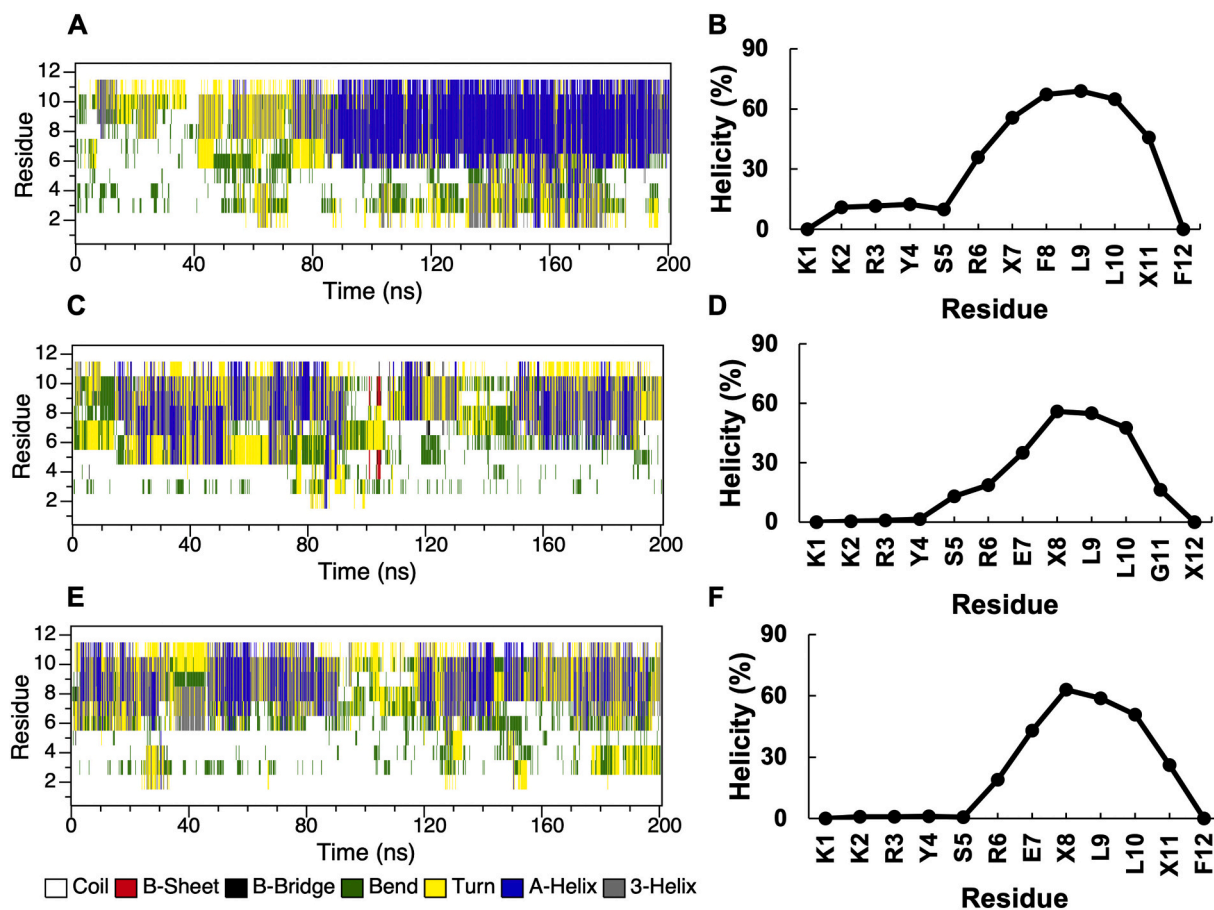 A
12
10
8
6
4
2
Residue
0 40 80 120 160 200
Time (ns)
B
90
60
30
0
Helicity (%)
K1 K2 R3 Y4 S5 R6 X7 F8 L9 L10 X11 F12
Residue
C
12
10
8
6
4
2
Residue
0 40 80 120 160 200
Time (ns)
D
90
60
30
0
Helicity (%)
K1 K2 R3 Y4 S5 R6 E7 X8 L9 L10 G11 X12
Residue
E
12
10
8
6
4
2
Residue
0 40 80 120 160 200
Time (ns)
F
90
60
30
0
Helicity (%)
K1 K2 R3 Y4 S5 R6 E7 X8 L9 L10 X11 F12
Residue
Coil B-Sheet B-Bridge Bend Turn A-Helix 3-Helix